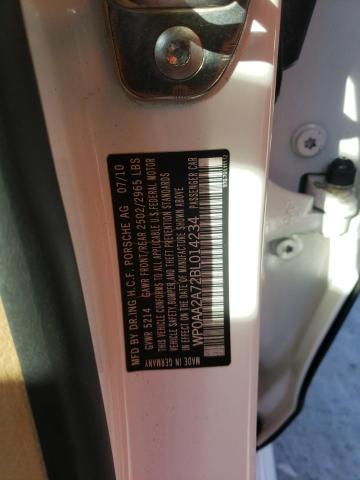 MFD BY DR.ING H.C.F. PORSCHE AG 07/10
GVWR 5214 GAWR FRONT/REAR 2502/2965 LBS
THIS VEHICLE CONFORMS TO ALL APPLICABLE U.S. FEDERAL MOTOR
VEHICLE SAFETY, BUMPER, AND THEFT PREVENTION STANDARDS
IN EFFECT ON THE DATE OF MANUFACTURE SHOWN ABOVE
MADE IN GERMANY
WP0AA2A72BL014234 PASSENGER CAR